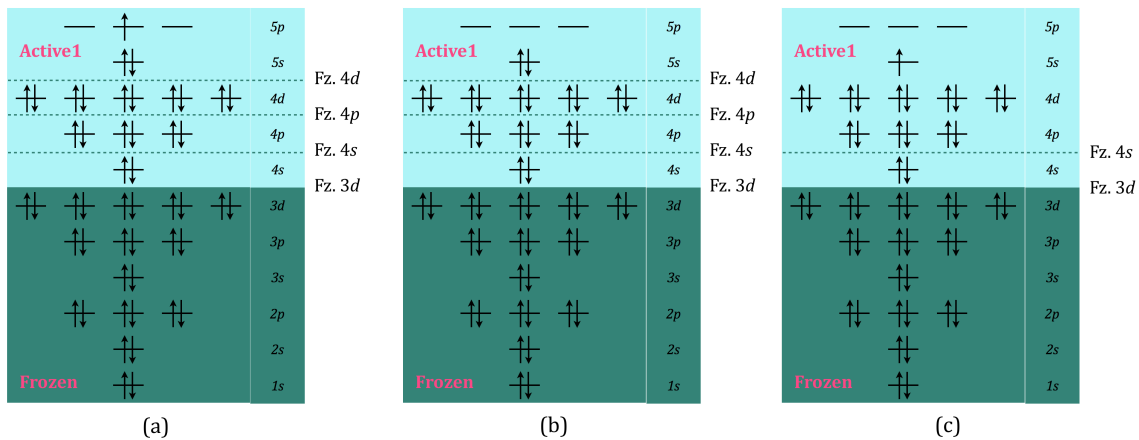 5p
Active1
5s
Fz. 4d
4d
Fz. 4p
4p
Fz. 4s
4s
Fz. 3d
3d
3p
3s
2p
2s
Frozen
1s
(a)
5p
Active1
5s
Fz. 4d
4d
Fz. 4p
4p
Fz. 4s
4s
Fz. 3d
3d
3p
3s
2p
2s
Frozen
1s
(b)
5p
Active1
5s
4d
4p
Fz. 4s
4s
Fz. 3d
3d
3p
3s
2p
2s
Frozen
1s
(c)